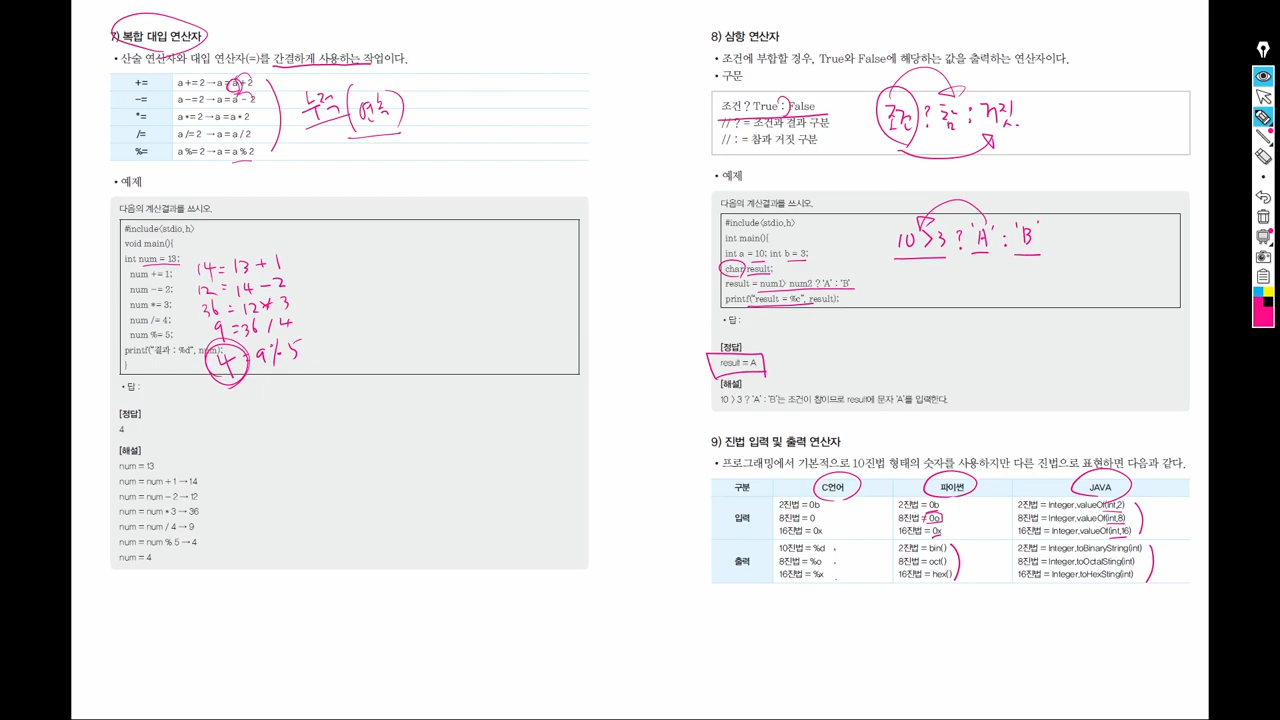 7) 복합 대입 연산자
• 산술 연산자와 대입 연산자(=)를 간결하게 사용하는 작업이다.
+= a += 2 → a = a + 2
-= a -= 2 → a = a - 2
*= a *= 2 → a = a * 2
/= a /= 2 → a = a / 2
%= a %= 2 → a = a % 2
누적 (연속)
• 예제
다음의 계산결과를 쓰시오.
#include<stdio.h>
void main(){
int num = 13;
num += 1; 14 = 13 + 1
num -= 2; 12 = 14 - 2
num *= 3; 36 = 12 * 3
num /= 4; 9 = 36 / 4
num %= 5; 4 = 9 % 5
printf("결과 : %d", num);
}
• 답 :
[정답]
4
[해설]
num = 13
num = num + 1 → 14
num = num - 2 → 12
num = num * 3 → 36
num = num / 4 → 9
num = num % 5 → 4
num = 4
8) 삼항 연산자
• 조건에 부합할 경우, True와 False에 해당하는 값을 출력하는 연산자이다.
• 구문
조건 ? True : False
// ? = 조건과 결과 구분
// : = 참과 거짓 구분
조건 ? 참 : 거짓
• 예제
다음의 계산결과를 쓰시오.
#include<stdio.h>
int main(){
int a = 10; int b = 3;
char result;
result = num1> num2 ? 'A' : 'B'
printf("result = %c", result);
10 > 3 ? 'A' : 'B'
• 답 :
[정답]
result = A
[해설]
10 > 3 ? 'A' : 'B'는 조건이 참이므로 result에 문자 'A'를 입력한다.
9) 진법 입력 및 출력 연산자
• 프로그래밍에서 기본적으로 10진법 형태의 숫자를 사용하지만 다른 진법으로 표현하면 다음과 같다.
구분 C언어 파이썬 JAVA
입력
2진법 = 0b 2진법 = 0b 2진법 = Integer.valueOf(int,2)
8진법 = 0 8진법 = 0o 8진법 = Integer.valueOf(int,8)
16진법 = 0x 16진법 = 0x 16진법 = Integer.valueOf(int,16)
출력
10진법 = %d 2진법 = bin() 2진법 = Integer.toBinaryString(int)
8진법 = %o 8진법 = oct() 8진법 = Integer.toOctalSting(int)
16진법 = %x 16진법 = hex() 16진법 = Integer.toHexSting(int)